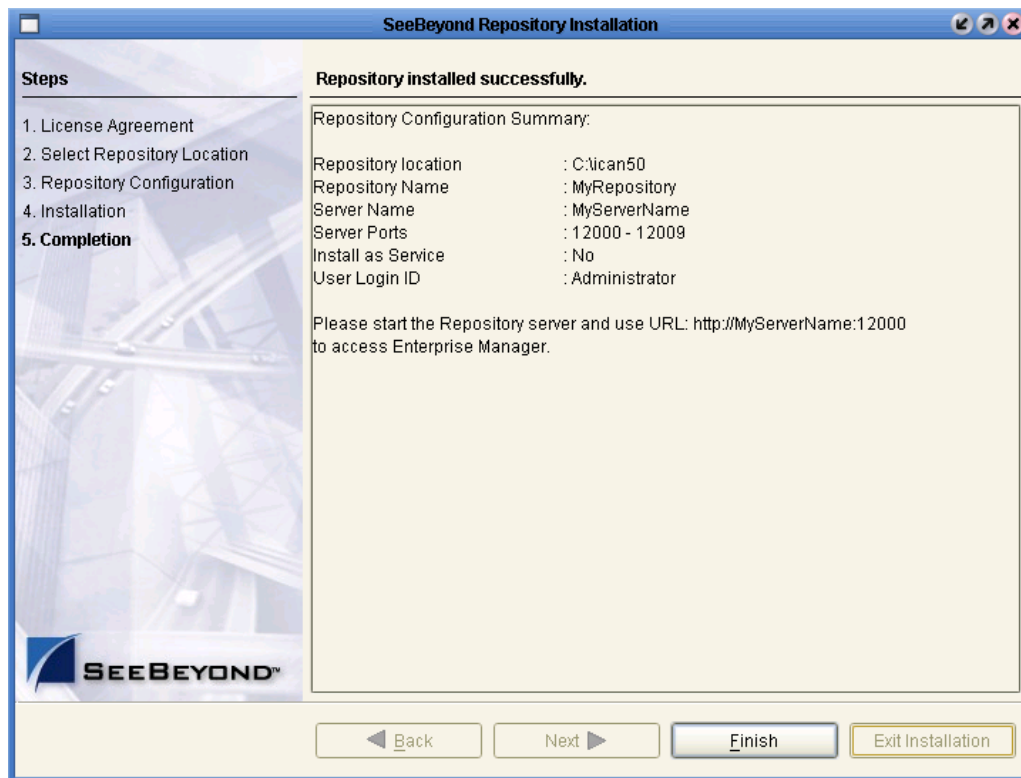 SeeBeyond Repository Installation
Steps
1. License Agreement
2. Select Repository Location
3. Repository Configuration
4. Installation
5. Completion
SEEBEYOND™
Repository installed successfully.
Repository Configuration Summary:
Repository location : C:\ican50
Repository Name : MyRepository
Server Name : MyServerName
Server Ports : 12000 - 12009
Install as Service : No
User Login ID : Administrator
Please start the Repository server and use URL: http://MyServerName:12000
to access Enterprise Manager.
Back Next Finish Exit Installation